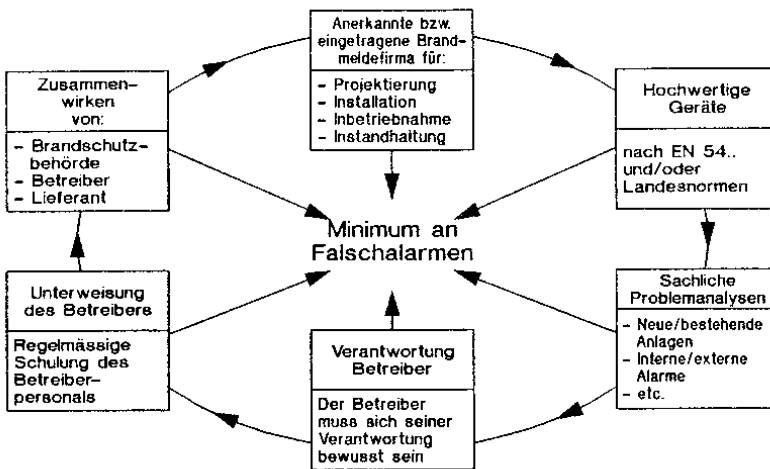 Anerkannte bzw.
eingetragene Brand-
meldefirma für:
- Projektierung
- Installation
- Inbetriebnahme
- Instandhaltung
Hochwertige
Geräte
nach EN 54..
und/oder
Landesnormen
Sachliche
Problemanalysen
- Neue/bestehende
Anlagen
- Interne/externe
Alarme
- etc.
Verantwortung
Betreiber
Der Betreiber
muss sich seiner
Verantwortung
bewusst sein
Unterweisung
des Betreibers
Regelmässige
Schulung des
Betreiber-
personals
Zusammen-
wirken
von:
- Brandschutz-
behörde
- Betreiber
- Lieferant
Minimum an
Falschalarmen